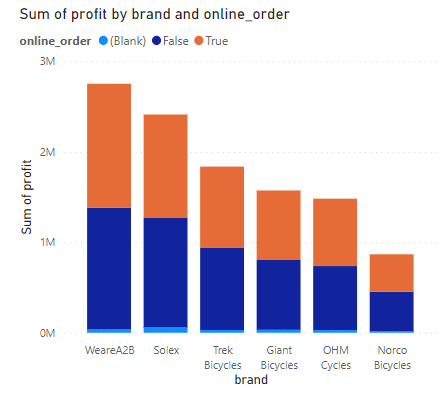 Sum of profit by brand and online_order
online_order (Blank) False True
3M
2M
1M
0M
Sum of profit
WeareA2B Solex Trek Bicycles Giant Bicycles OHM Cycles Norco Bicycles
brand